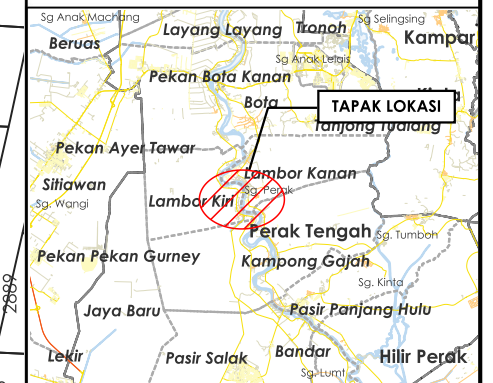 Sg Anak Machang
Sg Selingsing
Layang Layang
Tronoh
Kampar
Beruas
Sg Anak Lelais
Pekan Bota Kanan
Bota
TAPAK LOKASI
Tanjong Tualang
Pekan Ayer Tawar
Lambor Kanan
Sitiawan
Sg. Perak
Sg. Wangi
Lambor Kiri
Perak Tengah
Sg. Tumboh
Pekan Pekan Gurney
Kampong Gajah
2889
Sg. Kinta
Jaya Baru
Pasir Panjang Hulu
Lekir
Pasir Salak
Bandar
Hilir Perak
Sg. Lumt